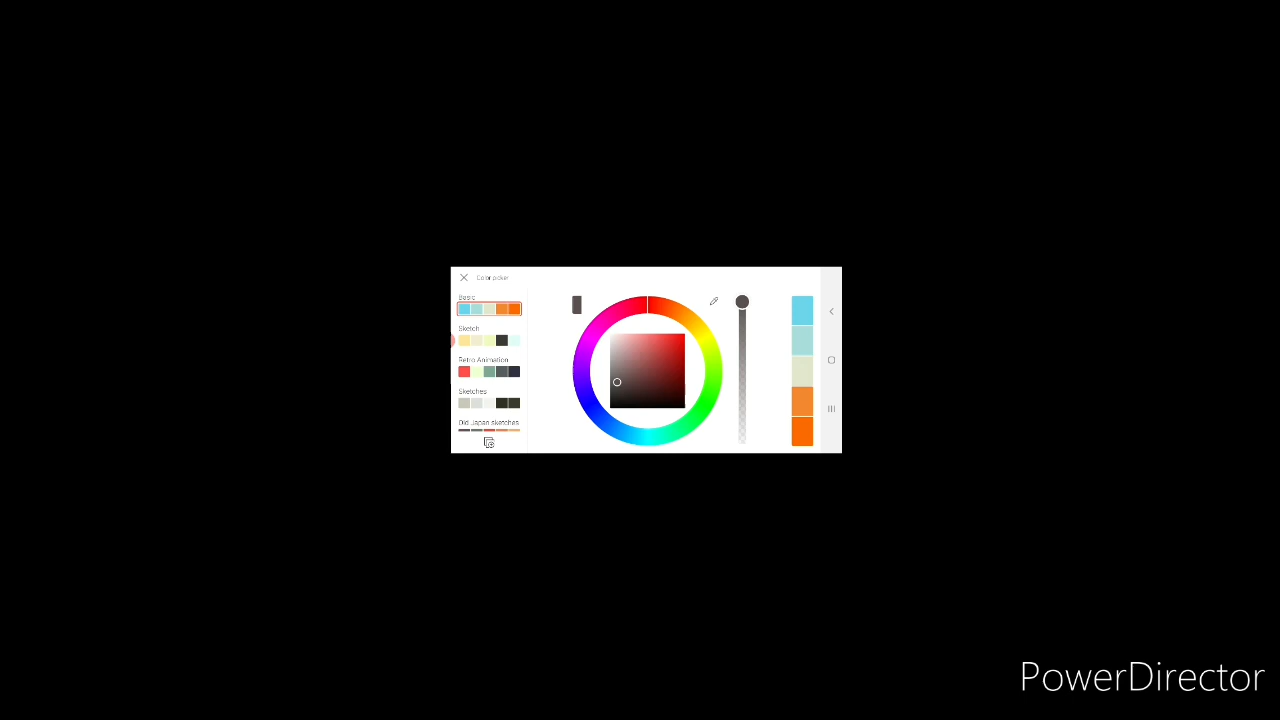 Color picker
Basic
Sketch
Retro Animation
Sketches
Old Japan sketches
PowerDirector